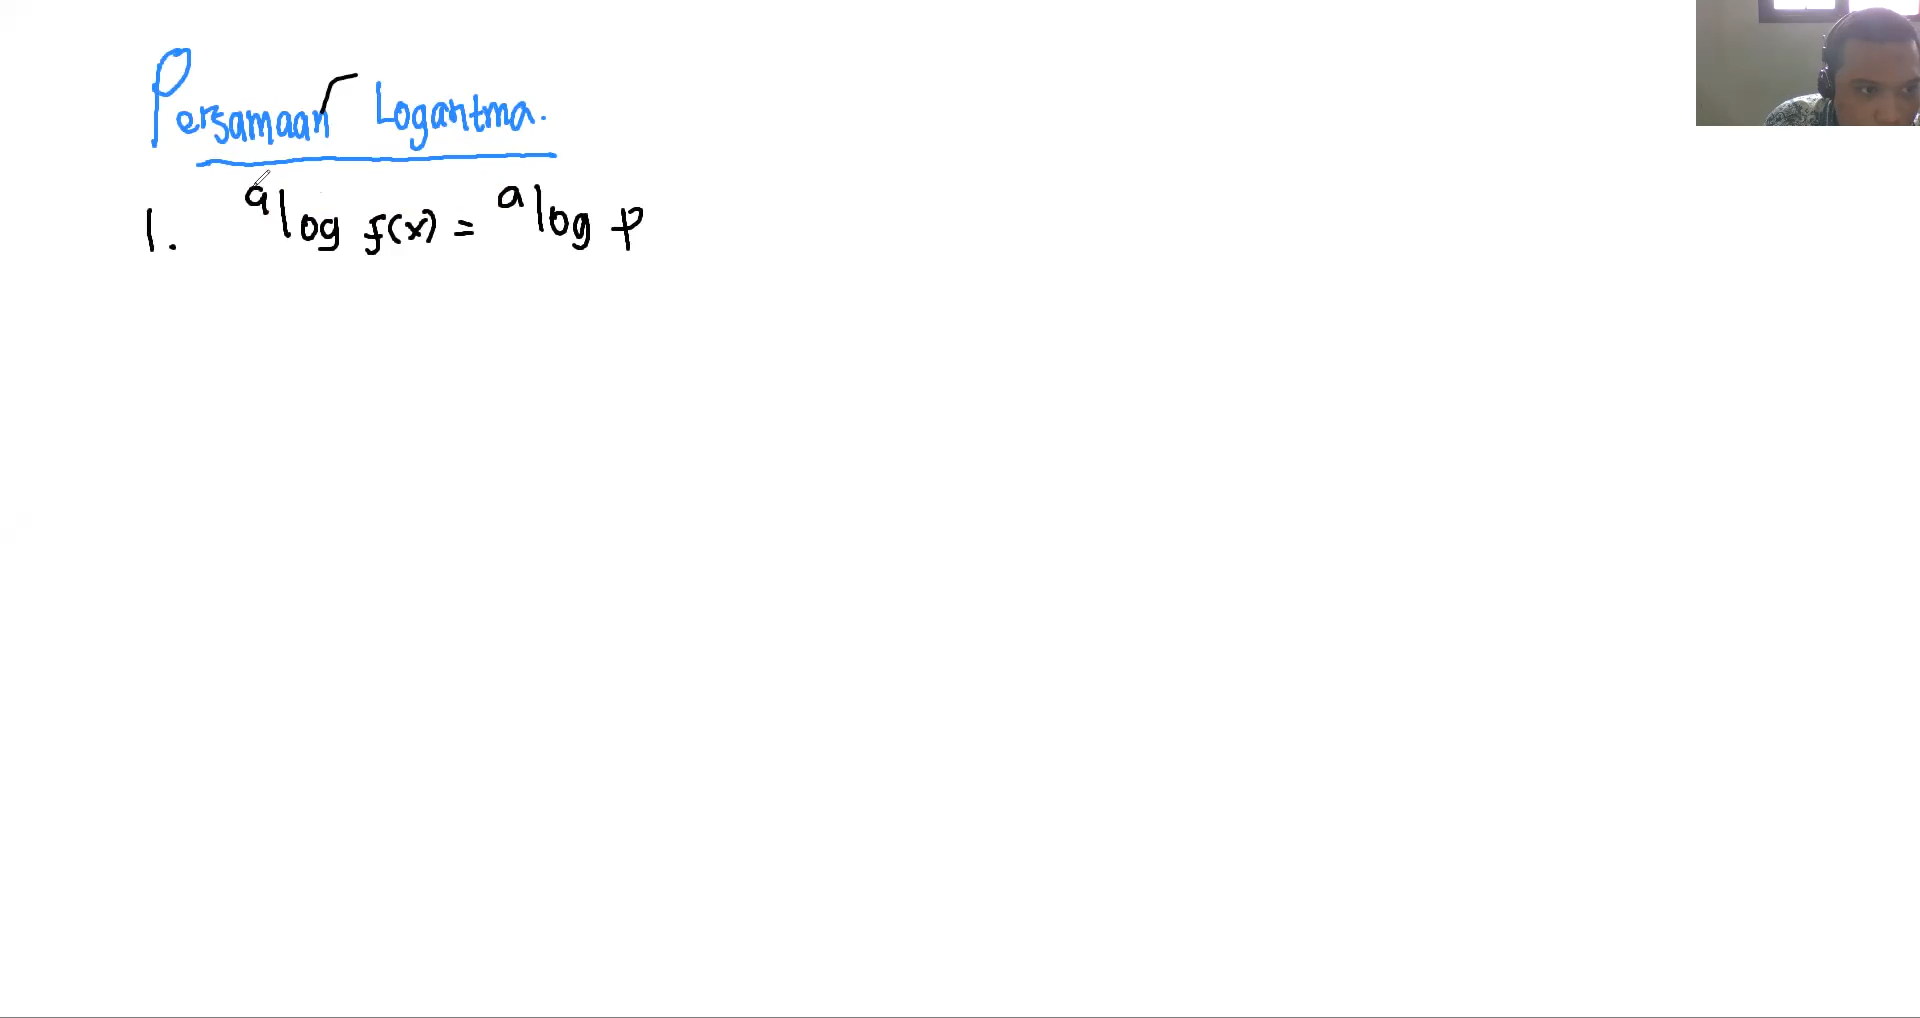 Persamaan Logaritma.
1. ᵃlog f(x) = ᵃlog p